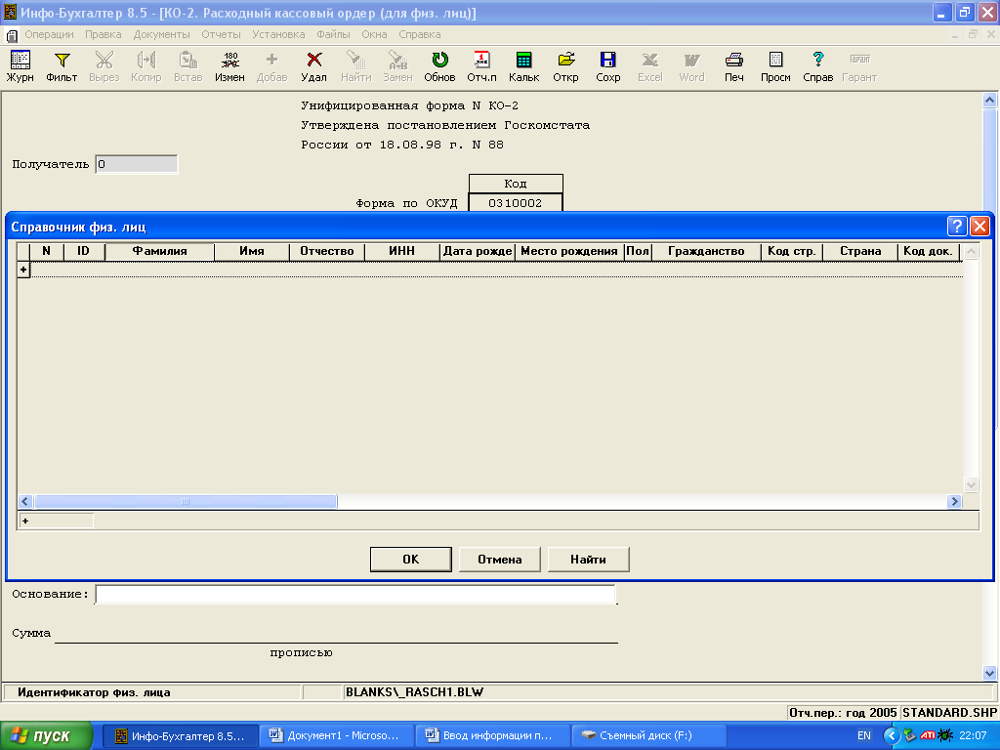 Инфо-Бухгалтер 8.5 - [КО-2. Расходный кассовый ордер (для физ. лиц)]
Операции Правка Документы Отчеты Установка Файлы Окна Справка
Журн Фильт Вырез Копир Встав Измен Добав Удал Найти Замен Обнов Отч.п Кальк Откр Сохр Excel Word Печ Просм Справ Гарант
Унифицированная форма N КО-2
Утверждена постановлением Госкомстата
России от 18.08.98 г. N 88
Получатель 0
Код
Форма по ОКУД 0310002
Справочник физ. лиц
N ID Фамилия Имя Отчество ИНН Дата рожде Место рождения Пол Гражданство Код стр. Страна Код док.
+
+
OK Отмена Найти
Основание:
Сумма
прописью
Идентификатор физ. лица BLANKS\_RASCH1.BLW
Отч.пер.: год 2005 STANDARD.SHP
пуск Инфо-Бухгалтер 8.5... Документ1 - Microso... Ввод информации п... Съемный диск (F:) EN 22:07